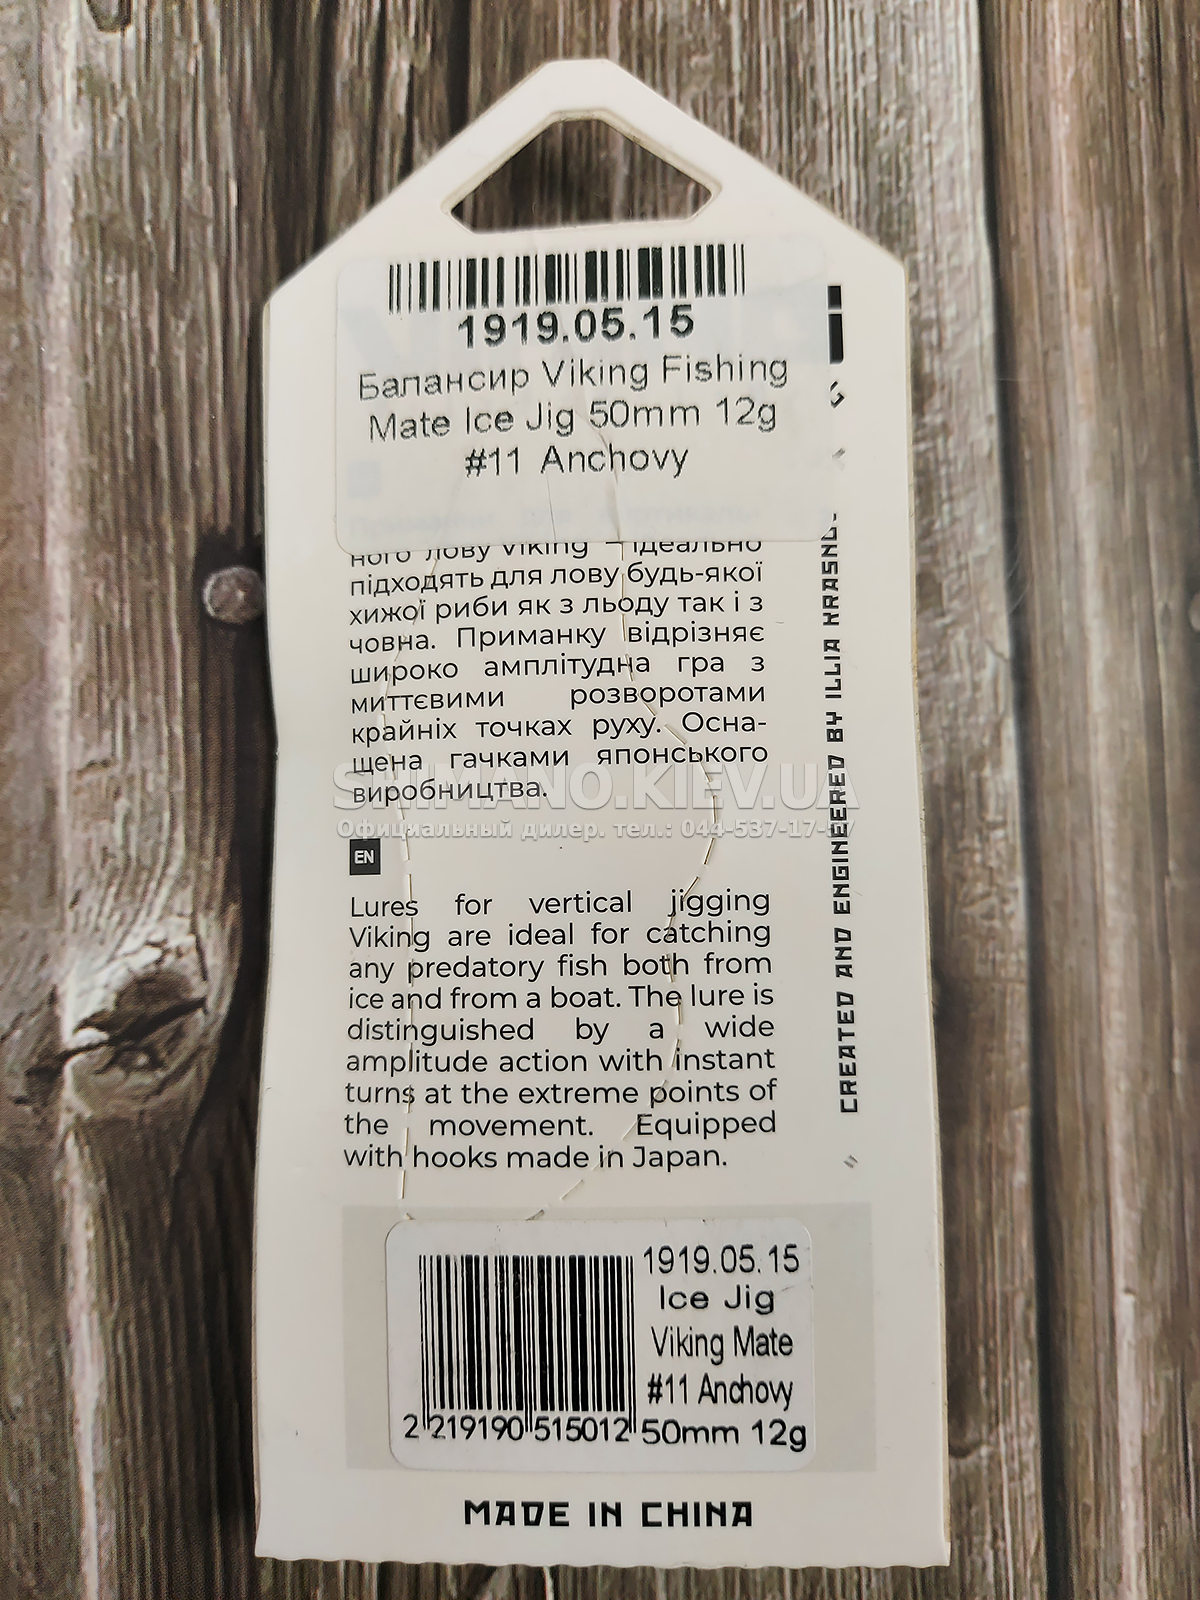 1919.05.15
Балансир Viking Fishing
Mate Ice Jig 50mm 12g
#11 Anchovy
ного лову Viking – ідеально
підходять для лову будь-якої
хижої риби як з льоду так і з
човна. Приманку відрізняє
широко амплітудна гра з
миттєвими розворотами
крайніх точках руху. Осна-
щена гачками японського
виробництва.
SHIMANO.KIEV.UA
Официальный дилер. тел.: 044-537-17-57
EN
Lures for vertical jigging
Viking are ideal for catching
any predatory fish both from
ice and from a boat. The lure is
distinguished by a wide
amplitude action with instant
turns at the extreme points of
the movement. Equipped
with hooks made in Japan.
CREATED AND ENGINEERED BY ILLIA
1919.05.15
Ice Jig
Viking Mate
#11 Anchovy
50mm 12g
2 219190 515012
MADE IN CHINA